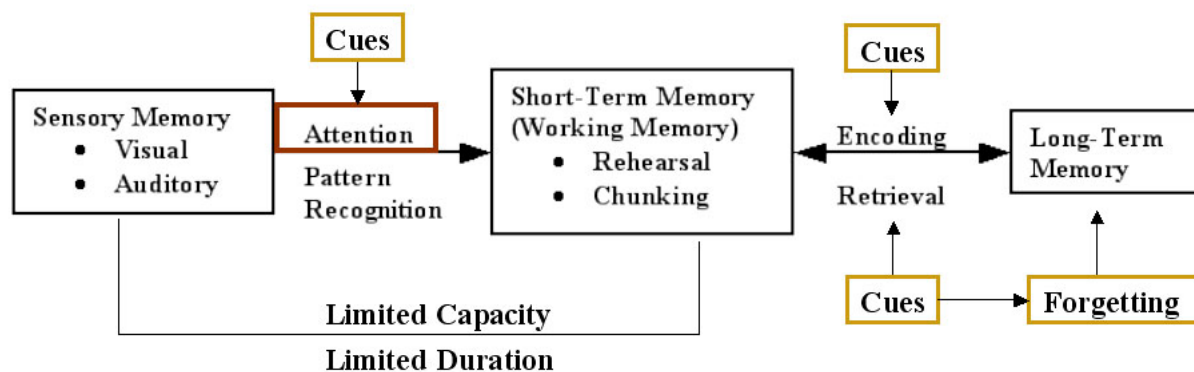 Cues
Sensory Memory
• Visual
• Auditory
Attention
Pattern
Recognition
Short-Term Memory
(Working Memory)
• Rehearsal
• Chunking
Cues
Encoding
Retrieval
Long-Term
Memory
Cues
Forgetting
Limited Capacity
Limited Duration